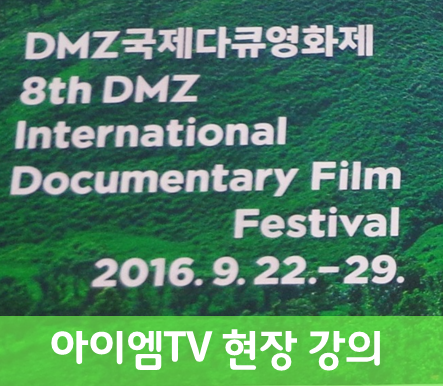 DMZ국제다큐영화제
8th DMZ
International
Documentary Film
Festival
2016. 9. 22.–29.
아이엠TV 현장 강의